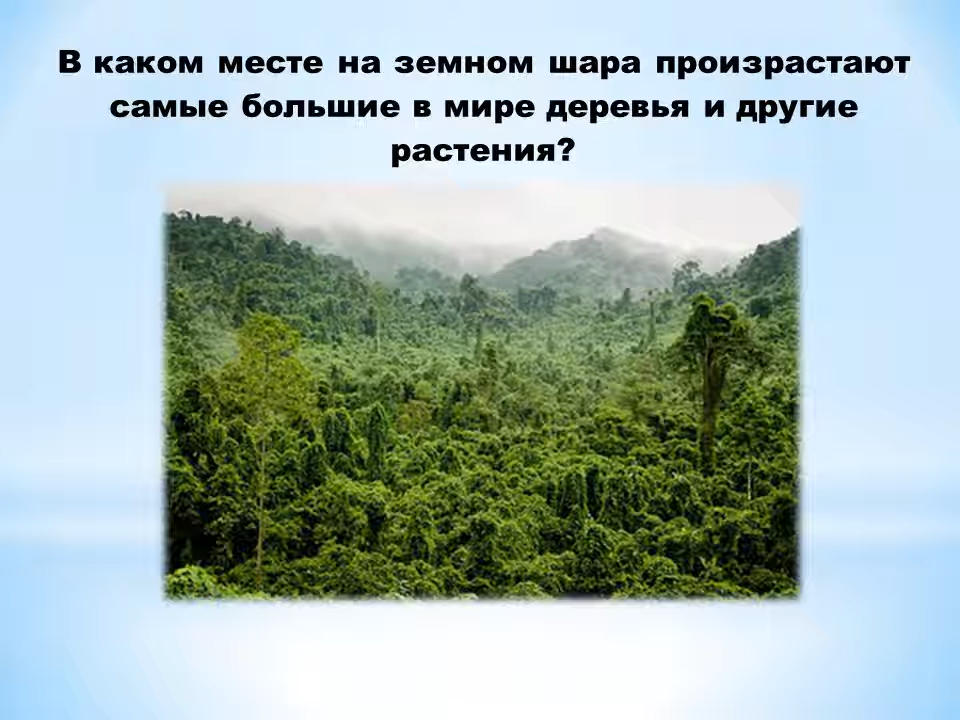 В каком месте на земном шара произрастают
самые большие в мире деревья и другие
растения?